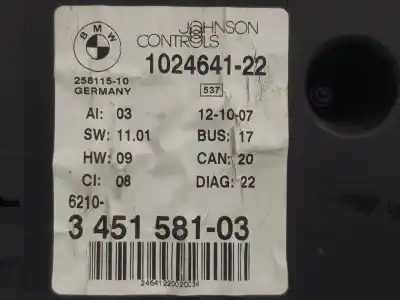 BMW
JOHNSON
CONTROLS
258115-10
GERMANY
1024641-22
537
AI: 03
12-10-07
SW: 11.01
BUS: 17
HW: 09
CAN: 20
CI: 08
DIAG: 22
6210-
3 451 581-03
24641220020034